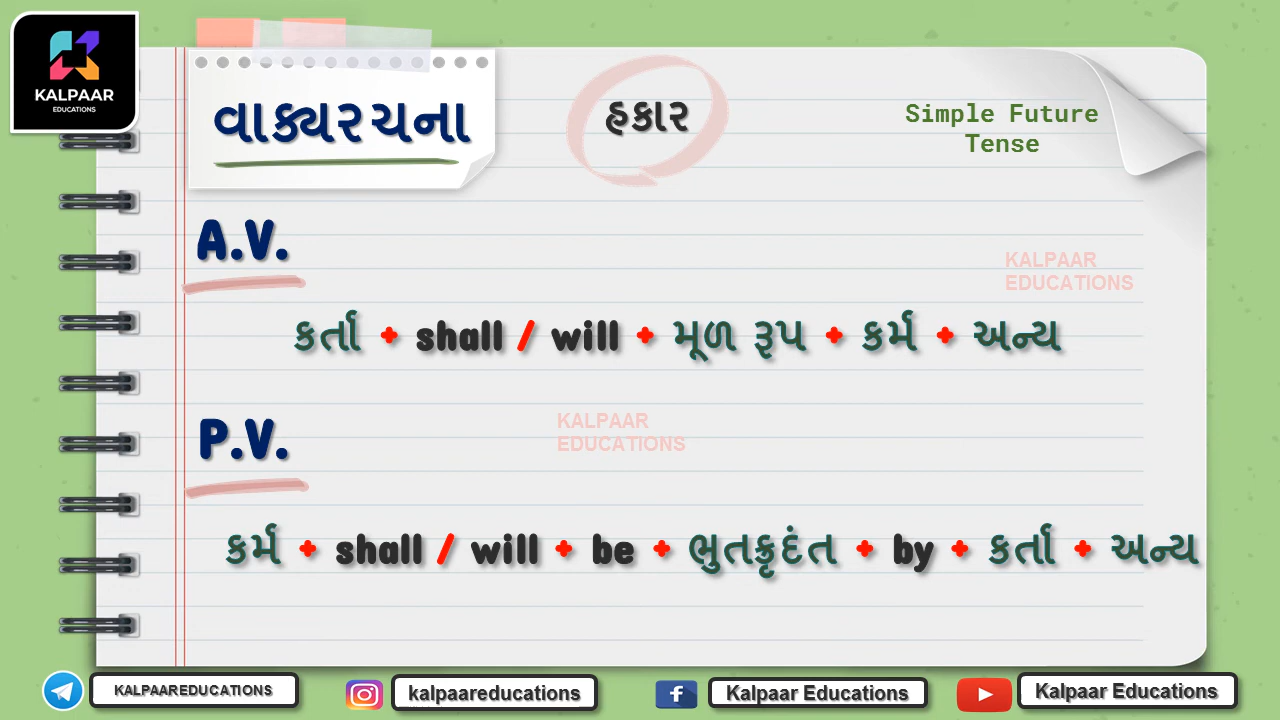 KALPAAR
EDUCATIONS
વાક્યરચના
હકાર
Simple Future
Tense
A.V.
KALPAAR
EDUCATIONS
કર્તા + shall / will + મૂળ રૂપ + કર્મ + અન્ય
P.V.
KALPAAR
EDUCATIONS
કર્મ + shall / will + be + ભુતકૃદંત + by + કર્તા + અન્ય
KALPAAREDUCATIONS
kalpaareducations
Kalpaar Educations
Kalpaar Educations